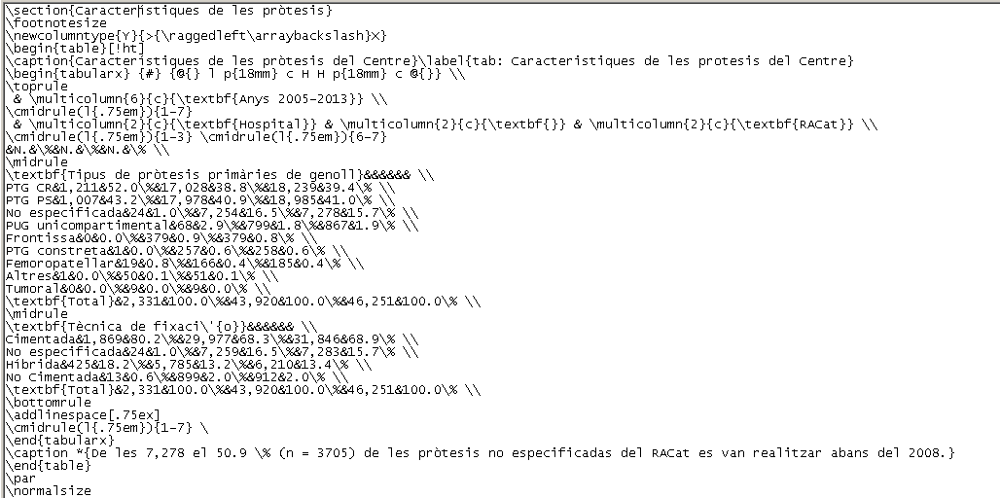 \section{Característiques de les pròtesis}
\footnotesize
\newcolumntype{Y}{>{\raggedleft\arraybackslash}X}
\begin{table}[!ht]
\caption{Característiques de les pròtesis del Centre}\label{tab: Caracteristiques de les protesis del Centre}
\begin{tabularx} {#} {@{} l p{18mm} c H H p{18mm} c @{}} \\
\toprule
& \multicolumn{6}{c}{\textbf{Anys 2005-2013}} \\
\cmidrule(l{.75em}){1-7}
& \multicolumn{2}{c}{\textbf{Hospital}} & \multicolumn{2}{c}{\textbf{}} & \multicolumn{2}{c}{\textbf{RACat}} \\
\cmidrule(l{.75em}){1-3} \cmidrule(l{.75em}){6-7}
&N.&\%&N.&\%&N.&\% \\
\midrule
\textbf{Tipus de pròtesis primàries de genoll}&&&&&& \\
PTG CR&1,211&52.0\%&17,028&38.8\%&18,239&39.4\% \\
PTG PS&1,007&43.2\%&17,978&40.9\%&18,985&41.0\% \\
No especificada&24&1.0\%&7,254&16.5\%&7,278&15.7\% \\
PUG unicompartimental&68&2.9\%&799&1.8\%&867&1.9\% \\
Frontissa&0&0.0\%&379&0.9\%&379&0.8\% \\
PTG constreta&1&0.0\%&257&0.6\%&258&0.6\% \\
Femoropatellar&19&0.8\%&166&0.4\%&185&0.4\% \\
Altres&1&0.0\%&50&0.1\%&51&0.1\% \\
Tumoral&0&0.0\%&9&0.0\%&9&0.0\% \\
\textbf{Total}&2,331&100.0\%&43,920&100.0\%&46,251&100.0\% \\
\midrule
\textbf{Tècnica de fixaci\'{o}}&&&&&& \\
Cimentada&1,869&80.2\%&29,977&68.3\%&31,846&68.9\% \\
No especificada&24&1.0\%&7,259&16.5\%&7,283&15.7\% \\
Híbrida&425&18.2\%&5,785&13.2\%&6,210&13.4\% \\
No Cimentada&13&0.6\%&899&2.0\%&912&2.0\% \\
\textbf{Total}&2,331&100.0\%&43,920&100.0\%&46,251&100.0\% \\
\bottomrule
\addlinespace[.75ex]
\cmidrule(l{.75em}){1-7} \
\end{tabularx}
\caption *{De les 7,278 el 50.9 \% (n = 3705) de les pròtesis no especificadas del RACat es van realitzar abans del 2008.}
\end{table}
\par
\normalsize